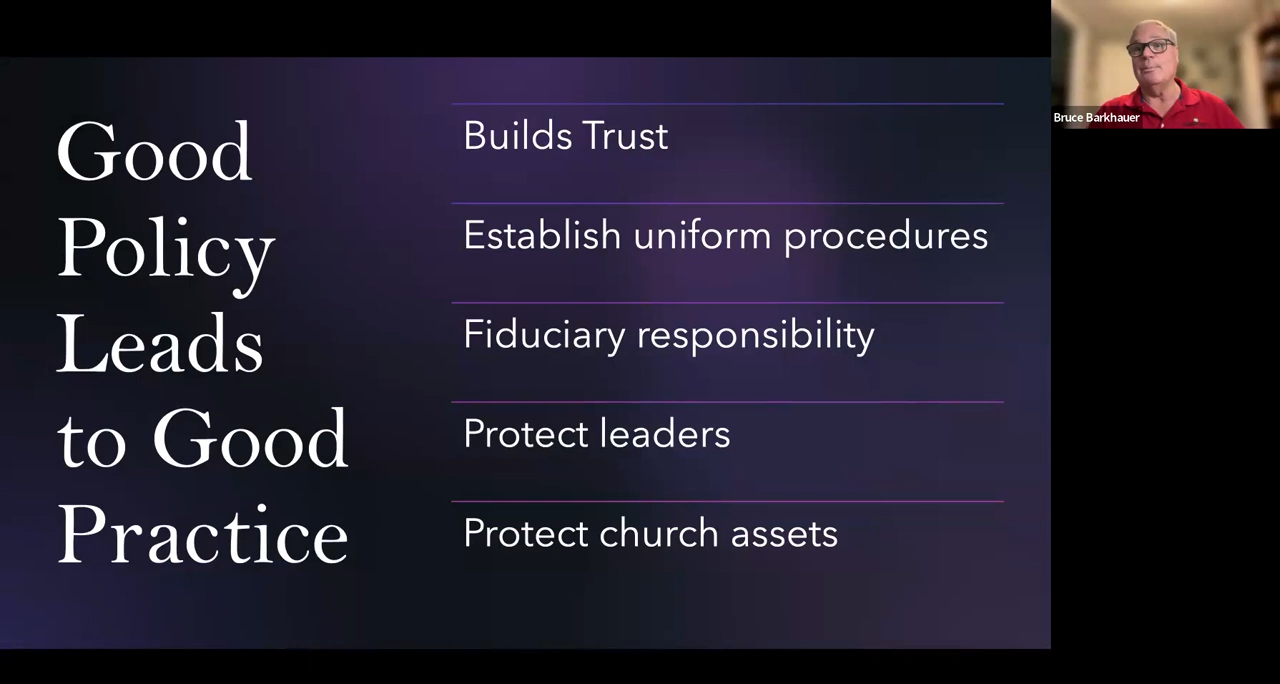 Good
Policy
Leads
to Good
Practice
Builds Trust
Establish uniform procedures
Fiduciary responsibility
Protect leaders
Protect church assets
Bruce Barkhauer